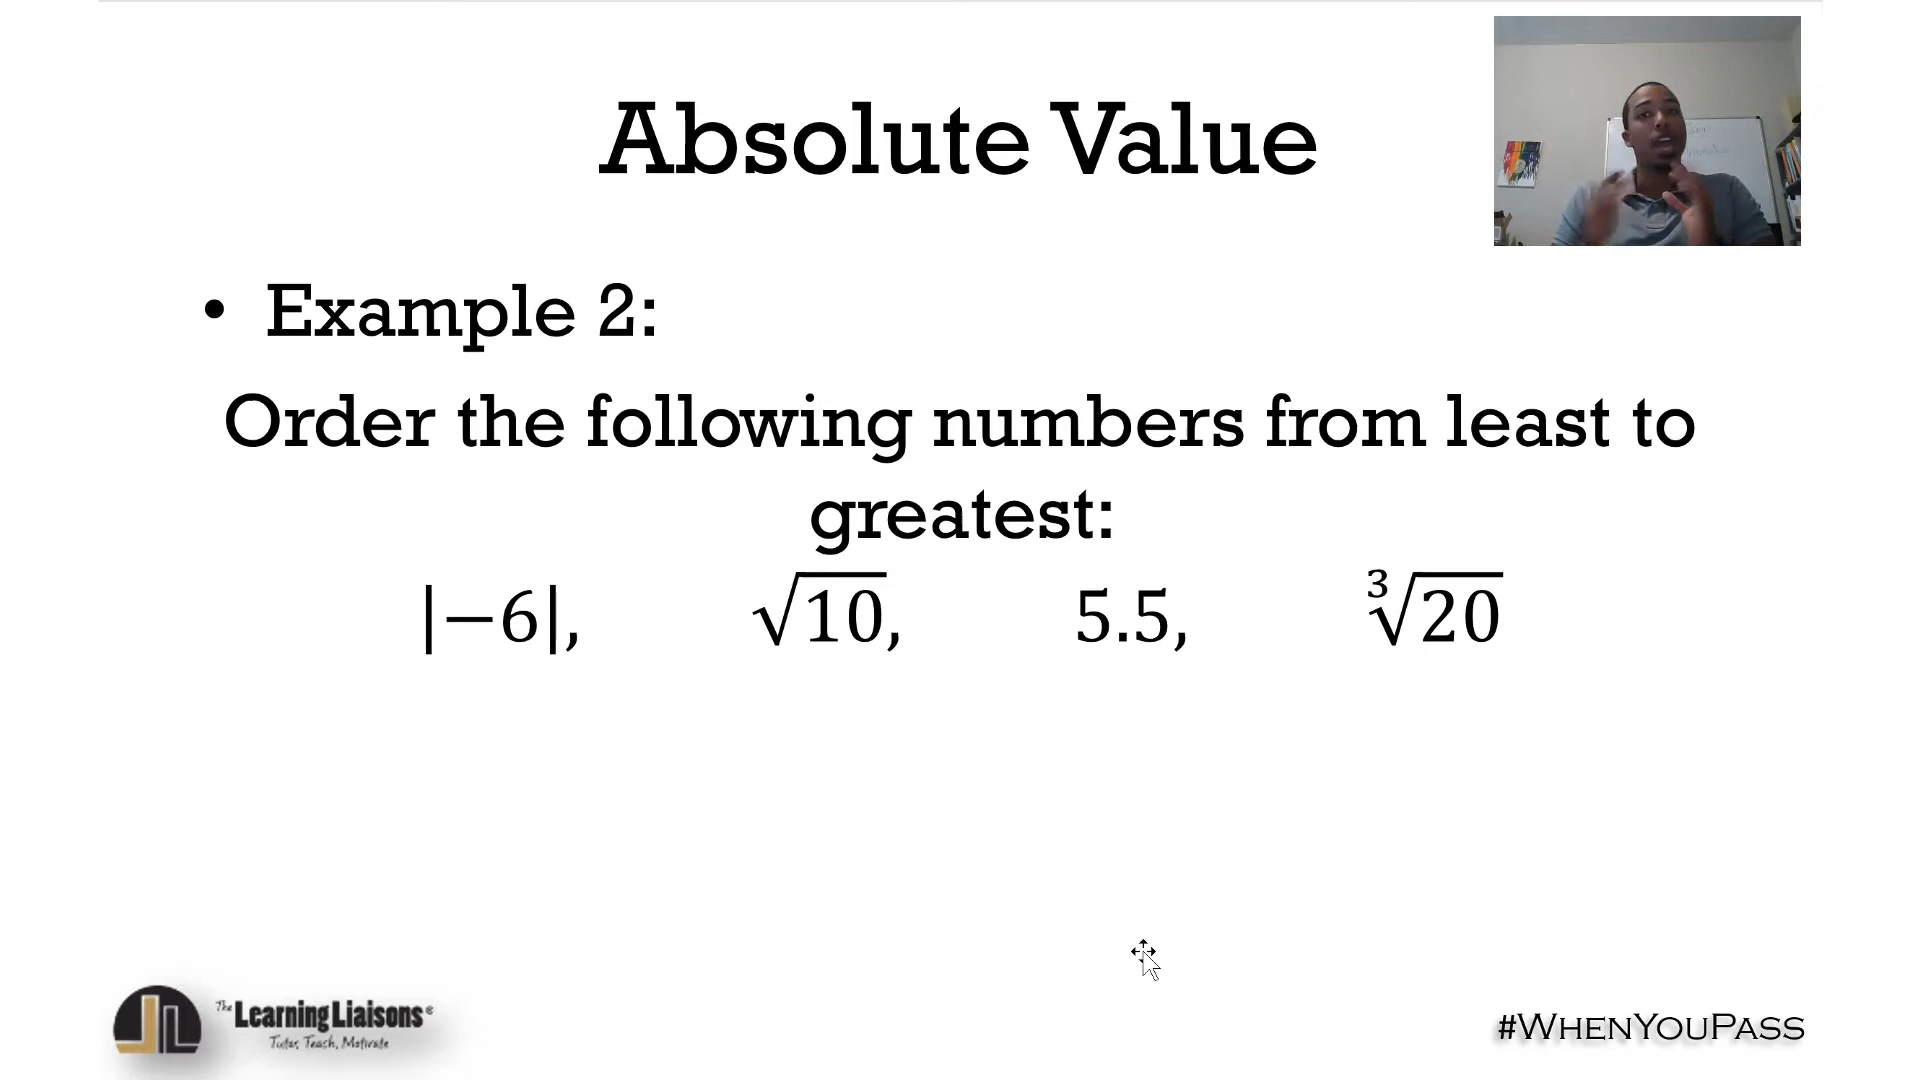 Absolute Value
• Example 2:
Order the following numbers from least to
greatest:
|−6|, √10, 5.5, ∛20
The Learning Liaisons®
Tutor, Teach, Motivate
#WHENYOUPASS